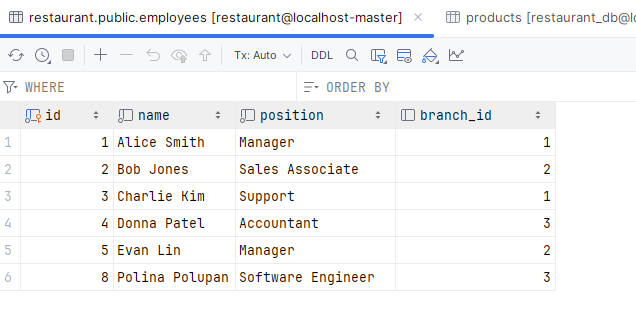 restaurant.public.employees [restaurant@localhost-master] products [restaurant_db@lo
Tx: Auto DDL
WHERE ORDER BY
id name position branch_id
1 1 Alice Smith Manager 1
2 2 Bob Jones Sales Associate 2
3 3 Charlie Kim Support 1
4 4 Donna Patel Accountant 3
5 5 Evan Lin Manager 2
6 8 Polina Polupan Software Engineer 3